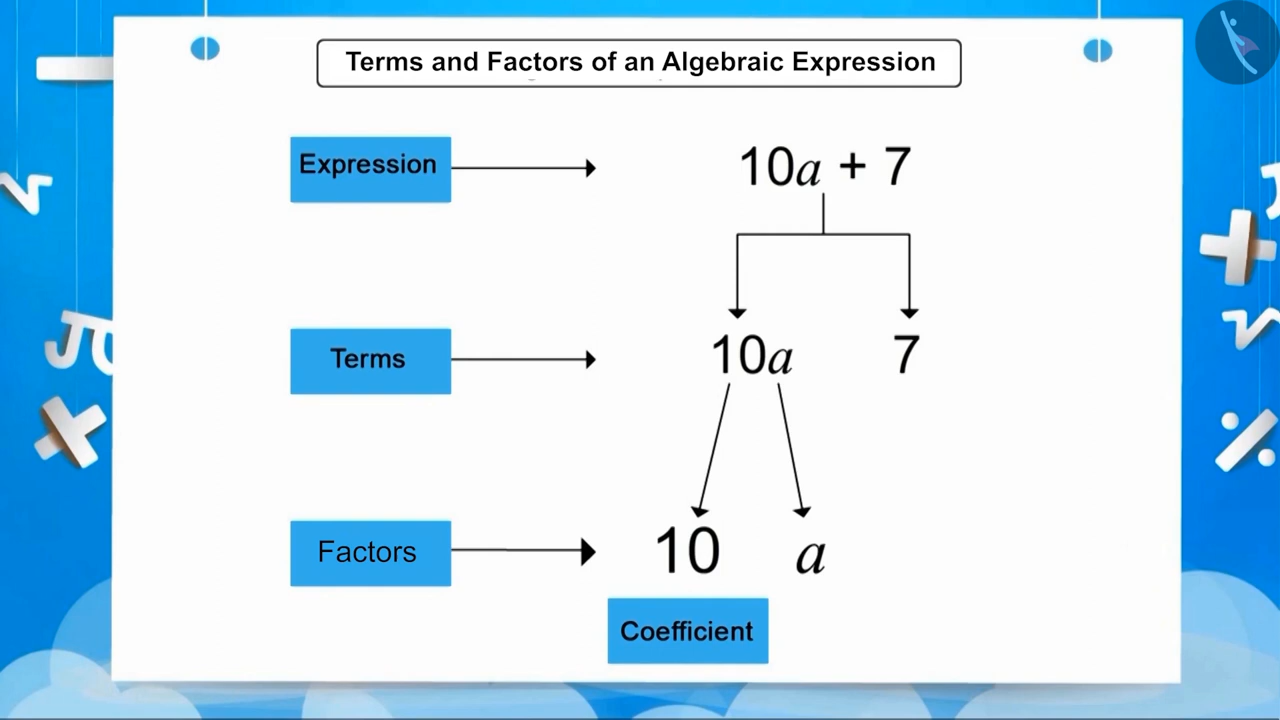 Terms and Factors of an Algebraic Expression
Expression
10a + 7
Terms
10a 7
Factors
10 a
Coefficient